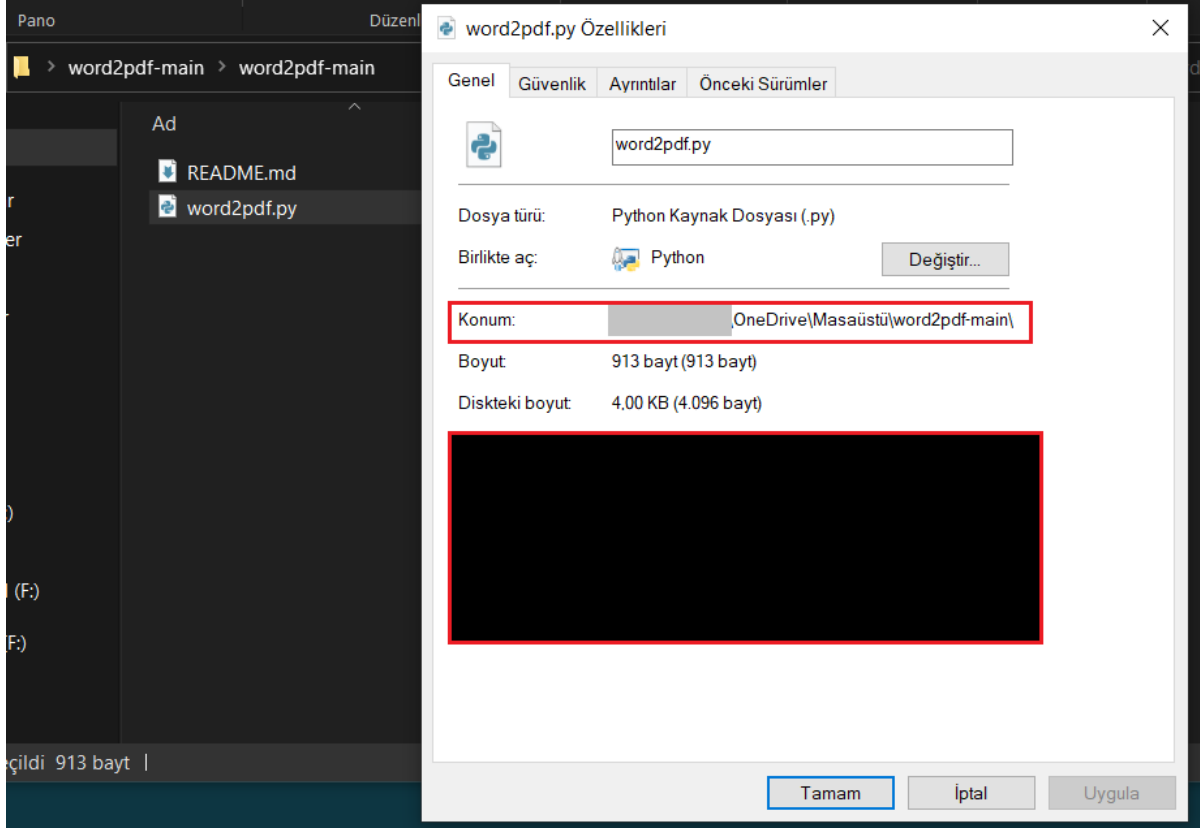 Pano
Düzenl
word2pdf-main > word2pdf-main
Ad
README.md
word2pdf.py
r
er
(F:)
F:)
çildi 913 bayt
word2pdf.py Özellikleri
Genel Güvenlik Ayrıntılar Önceki Sürümler
word2pdf.py
Dosya türü: Python Kaynak Dosyası (.py)
Birlikte aç: Python Değiştir...
Konum: \OneDrive\Masaüstü\word2pdf-main\
Boyut: 913 bayt (913 bayt)
Diskteki boyut: 4,00 KB (4.096 bayt)
Tamam İptal Uygula